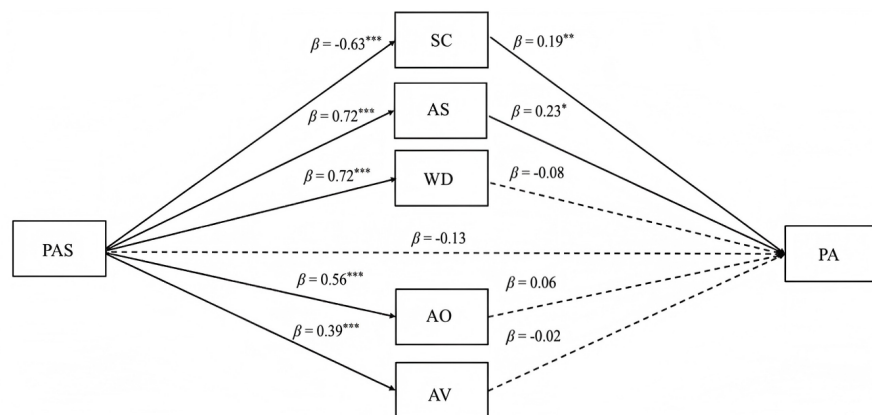 SC
β = -0.63***
β = 0.19**
AS
β = 0.72***
β = 0.23*
WD
β = 0.72***
β = -0.08
PAS
β = -0.13
PA
β = 0.56***
β = 0.06
AO
β = 0.39***
β = -0.02
AV